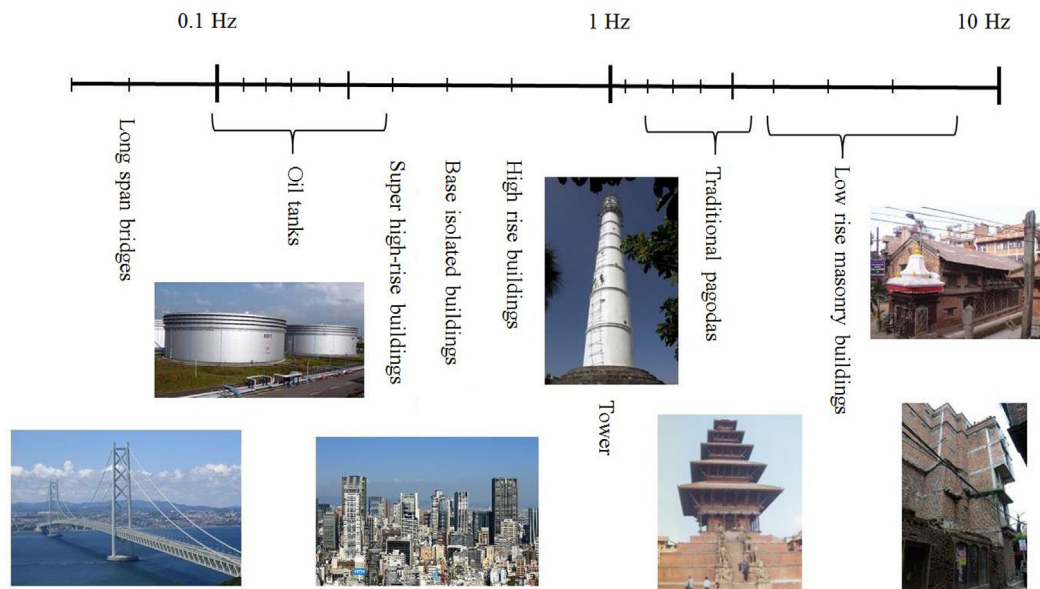 0.1 Hz
1 Hz
10 Hz
Long span bridges
Oil tanks
Super high-rise buildings
Base isolated buildings
High rise buildings
Tower
Traditional pagodas
Low rise masonry buildings